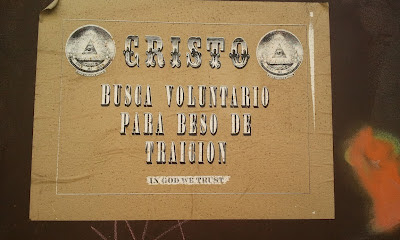 CRISTO
BUSCA VOLUNTARIO
PARA BESO DE
TRAICION
IN GOD WE TRUST